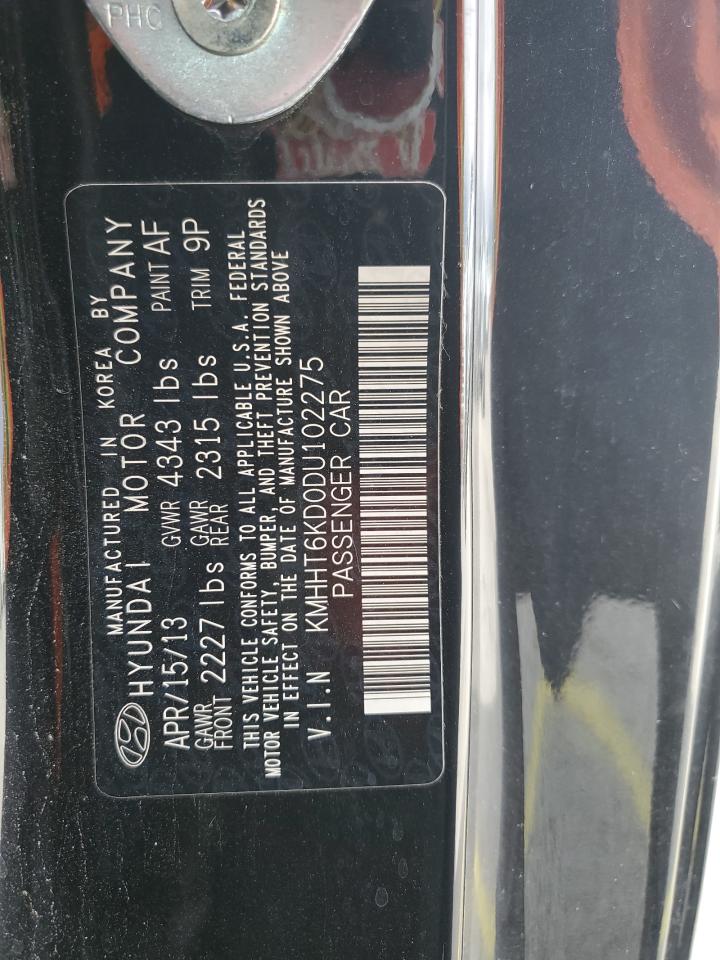 PHC
MANUFACTURED IN KOREA BY
HYUNDAI MOTOR COMPANY
APR/15/13 GVWR 4343 lbs PAINT AF
GAWR FRONT 2227 lbs GAWR REAR 2315 lbs TRIM 9P
THIS VEHICLE CONFORMS TO ALL APPLICABLE U.S.A. FEDERAL
MOTOR VEHICLE SAFETY, BUMPER, AND THEFT PREVENTION STANDARDS
IN EFFECT ON THE DATE OF MANUFACTURE SHOWN ABOVE
V.I.N KMHHT6KD0DU102275
PASSENGER CAR